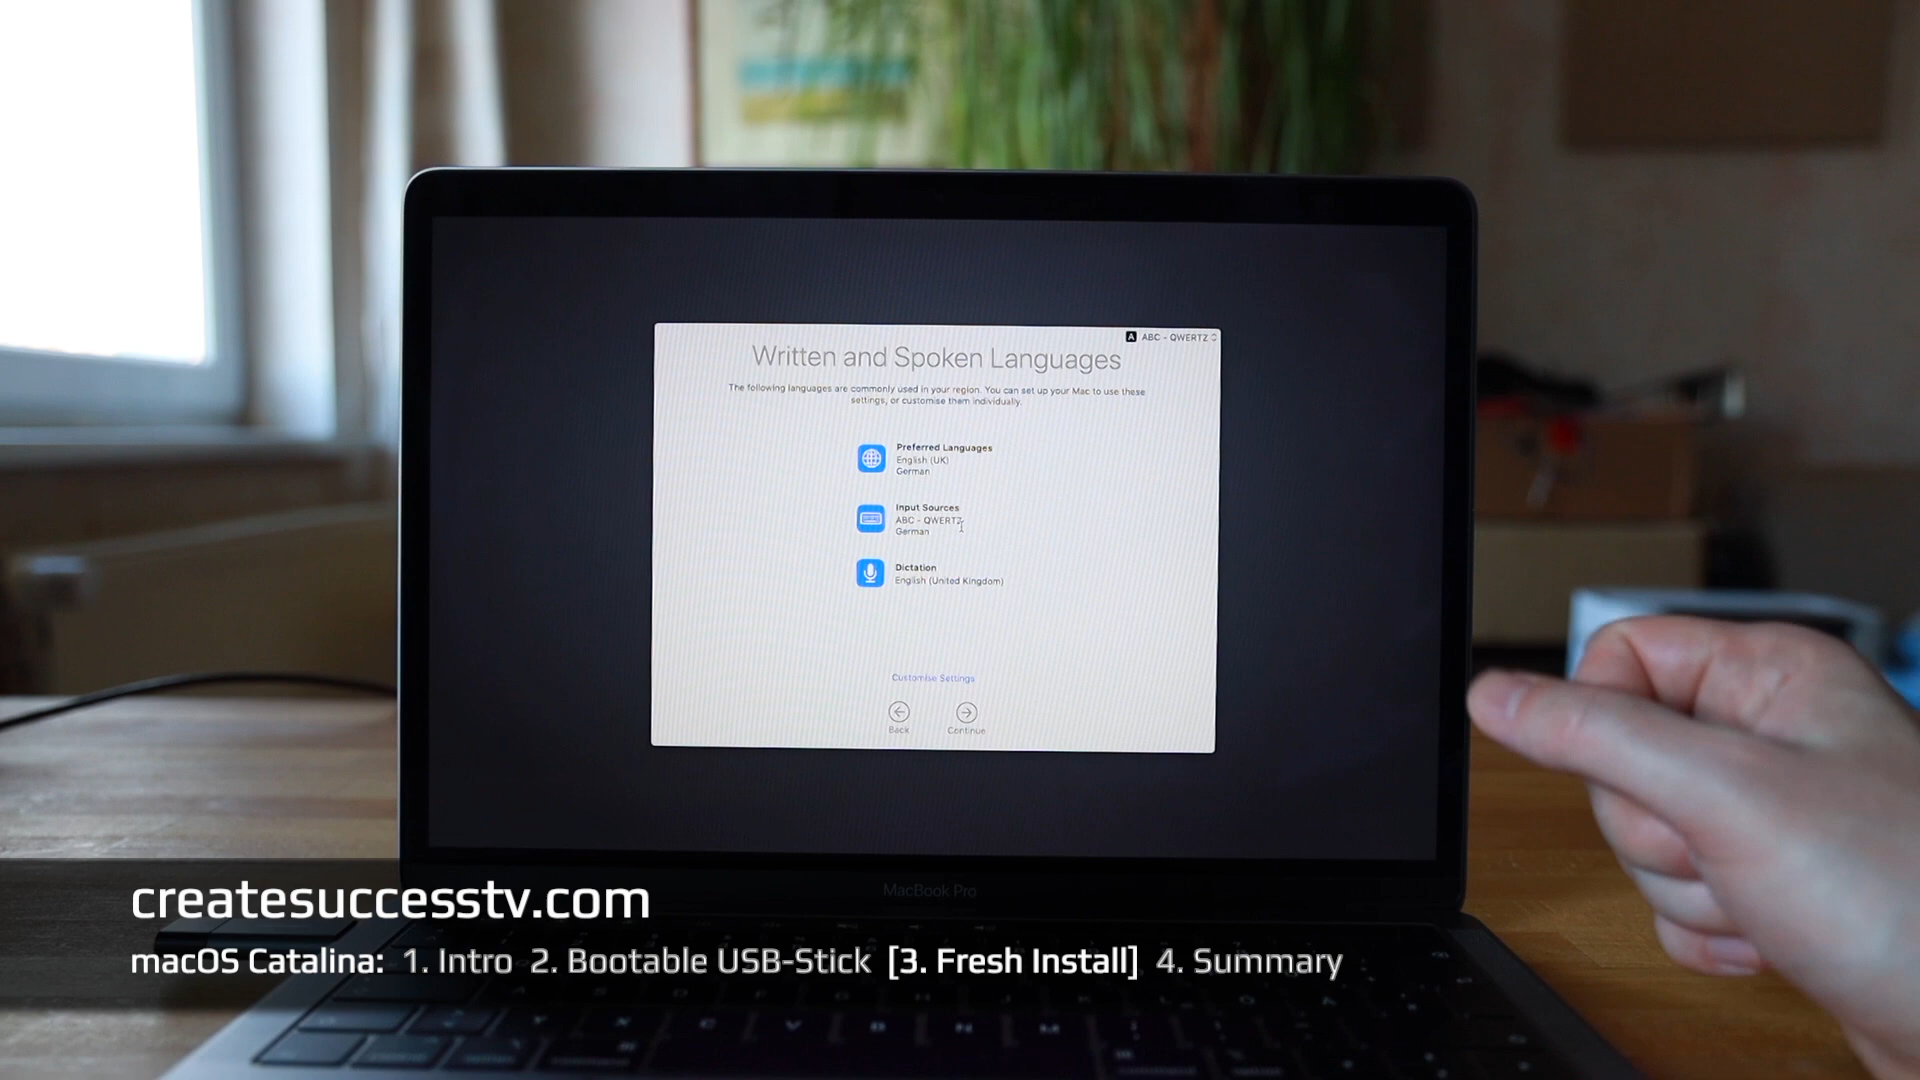 ABC - QWERTZ
Written and Spoken Languages
The following languages are commonly used in your region. You can set up your Mac to use these
settings, or customise them individually.
Preferred Languages
English (UK)
German
Input Sources
ABC - QWERTZ
German
Dictation
English (United Kingdom)
Customise Settings
Back
Continue
MacBook Pro
createsuccesstv.com
macOS Catalina: 1. Intro 2. Bootable USB-Stick [3. Fresh Install] 4. Summary
Y X C V B N M